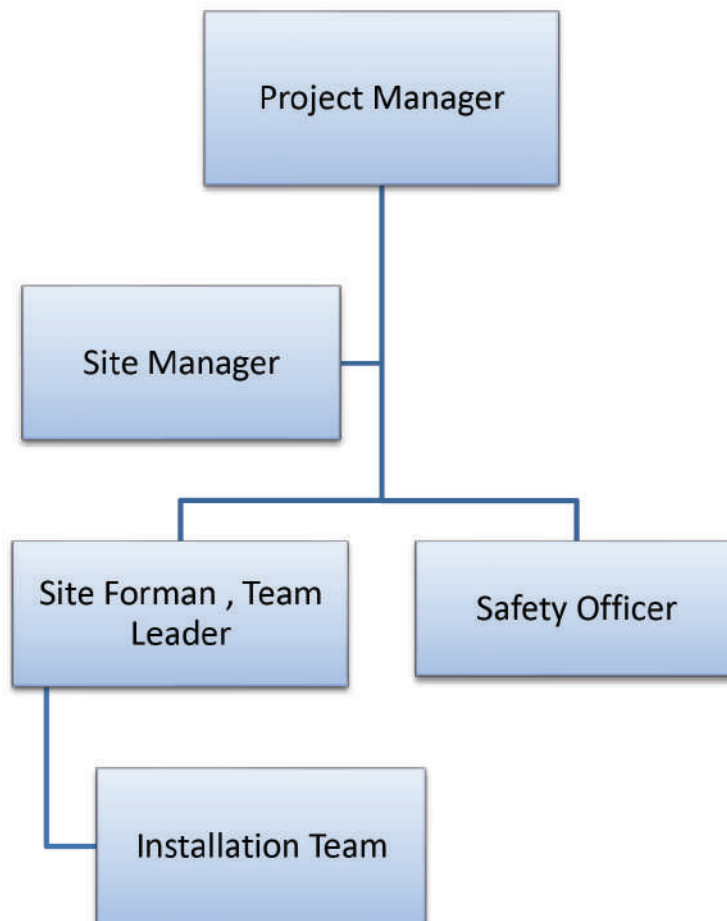 Project Manager
Site Manager
Site Forman , Team
Leader
Safety Officer
Installation Team